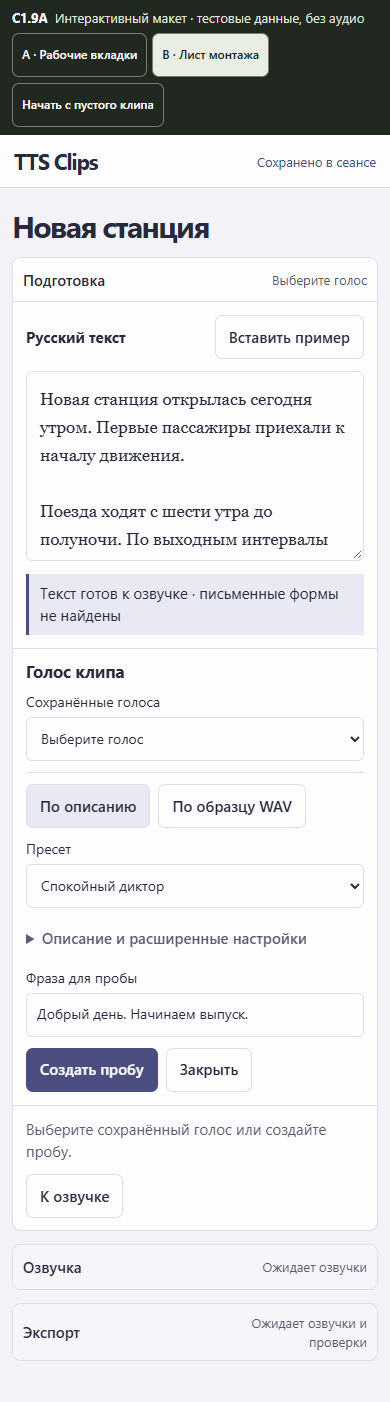 C1.9A Интерактивный макет · тестовые данные, без аудио
A · Рабочие вкладки
B · Лист монтажа
Начать с пустого клипа
TTS Clips
Сохранено в сеансе
Новая станция
Подготовка
Выберите голос
Русский текст
Вставить пример
Новая станция открылась сегодня
утром. Первые пассажиры приехали к
началу движения.
Поезда ходят с шести утра до
полуночи. По выходным интервалы
Текст готов к озвучке · письменные формы
не найдены
Голос клипа
Сохранённые голоса
Выберите голос
По описанию
По образцу WAV
Пресет
Спокойный диктор
Описание и расширенные настройки
Фраза для пробы
Добрый день. Начинаем выпуск.
Создать пробу
Закрыть
Выберите сохранённый голос или создайте
пробу.
К озвучке
Озвучка
Ожидает озвучки
Экспорт
Ожидает озвучки и
проверки